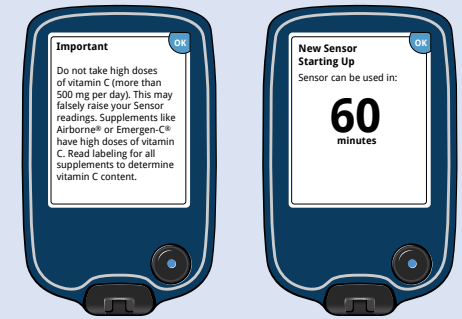 Important
OK
Do not take high doses
of vitamin C (more than
500 mg per day). This may
falsely raise your Sensor
readings. Supplements like
Airborne® or Emergen-C®
have high doses of vitamin
C. Read labeling for all
supplements to determine
vitamin C content.
New Sensor
Starting Up
OK
Sensor can be used in:
60
minutes